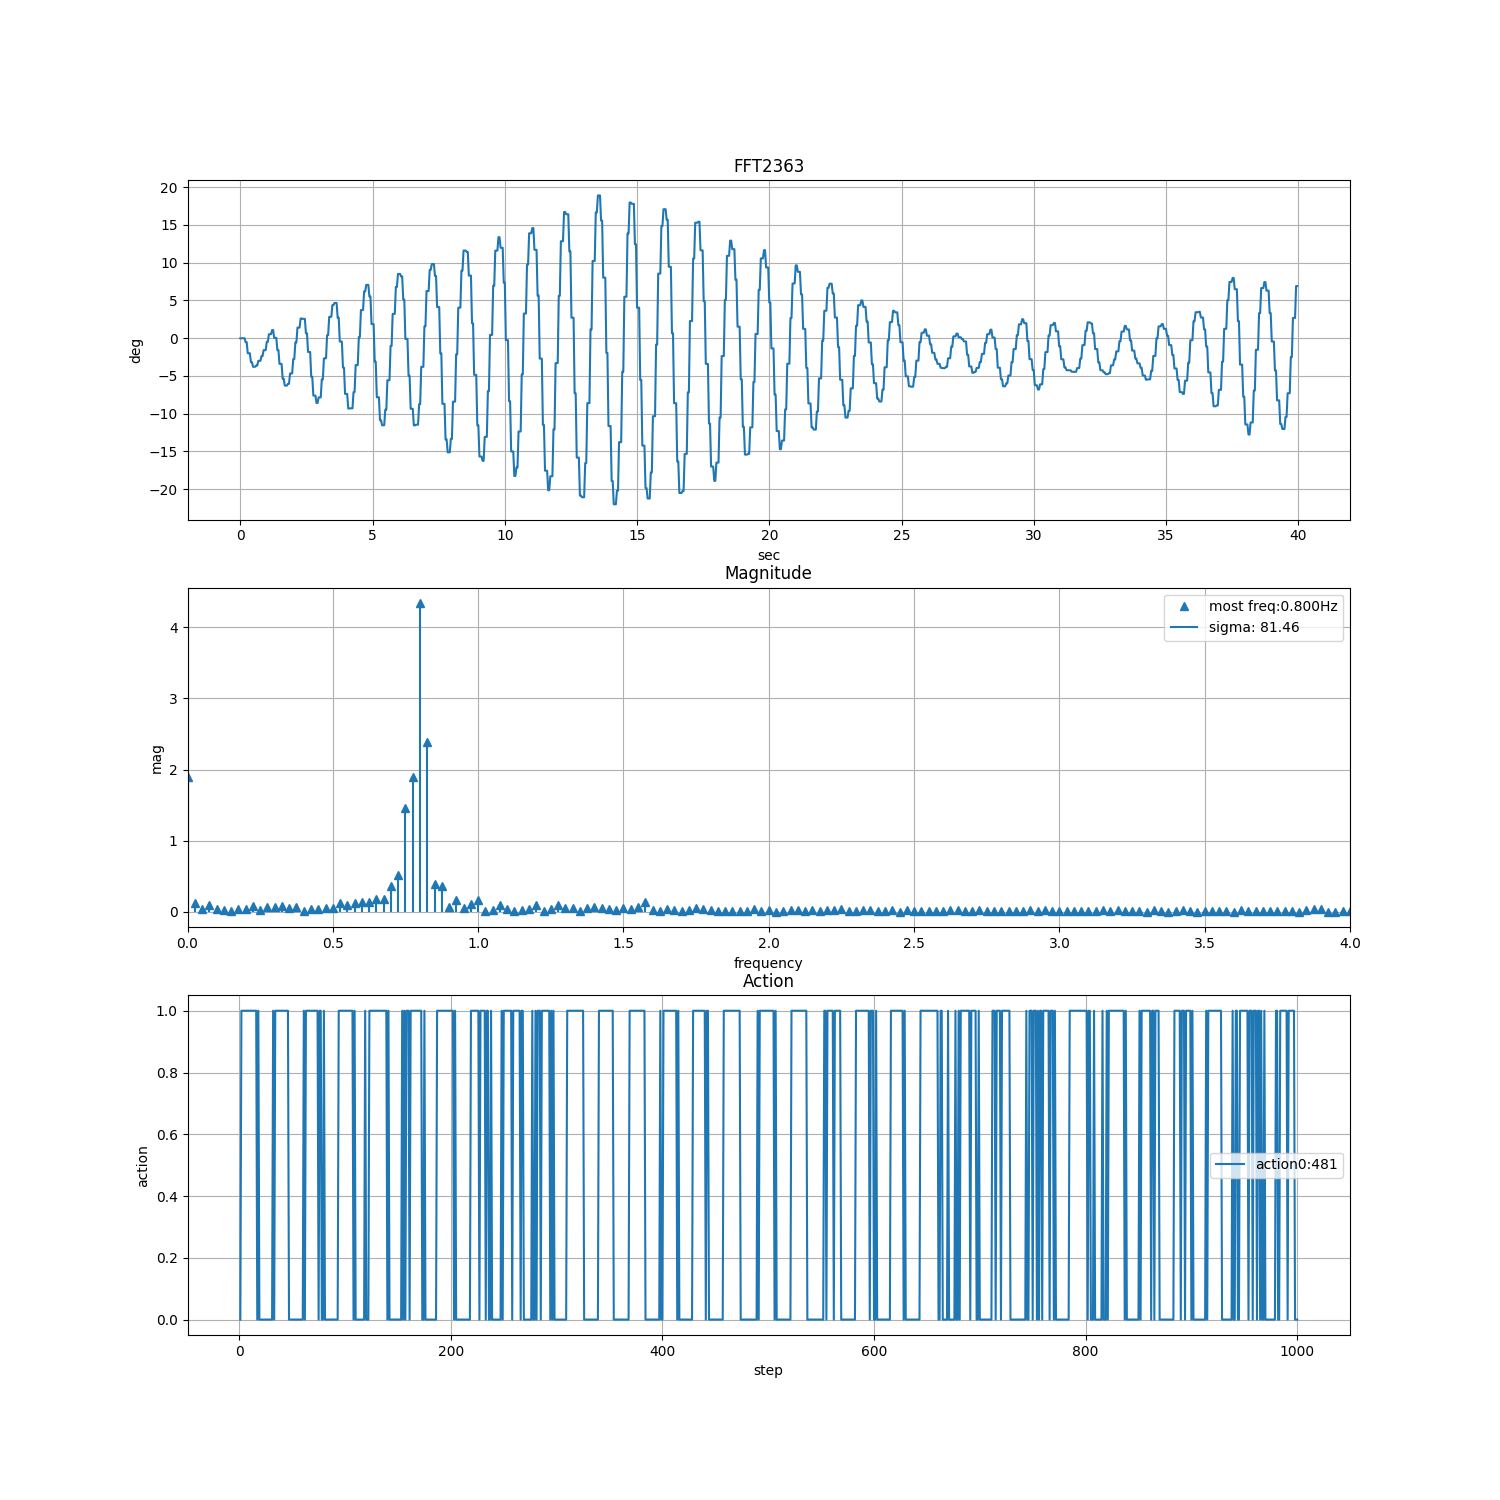 FFT2363
20
15
10
5
0
−5
−10
−15
−20
deg
0 5 10 15 20 25 30 35 40
sec
Magnitude
most freq:0.800Hz
sigma: 81.46
4
3
2
1
0
mag
0.0 0.5 1.0 1.5 2.0 2.5 3.0 3.5 4.0
frequency
Action
1.0
0.8
0.6
0.4
0.2
0.0
action
action0:481
0 200 400 600 800 1000
step